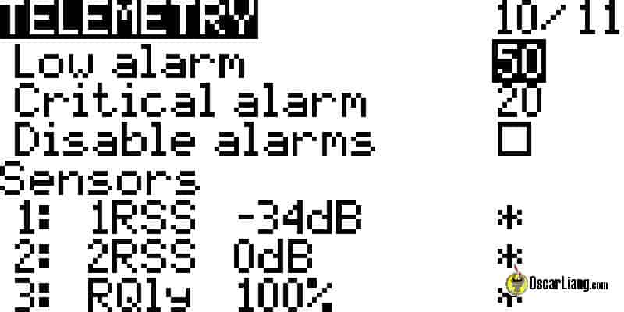 TELEMETRY 10/11
Low alarm 50
Critical alarm 20
Disable alarms
Sensors
1: 1RSS -34dB *
2: 2RSS 0dB *
3: RQly 100% *
OscarLiang.com